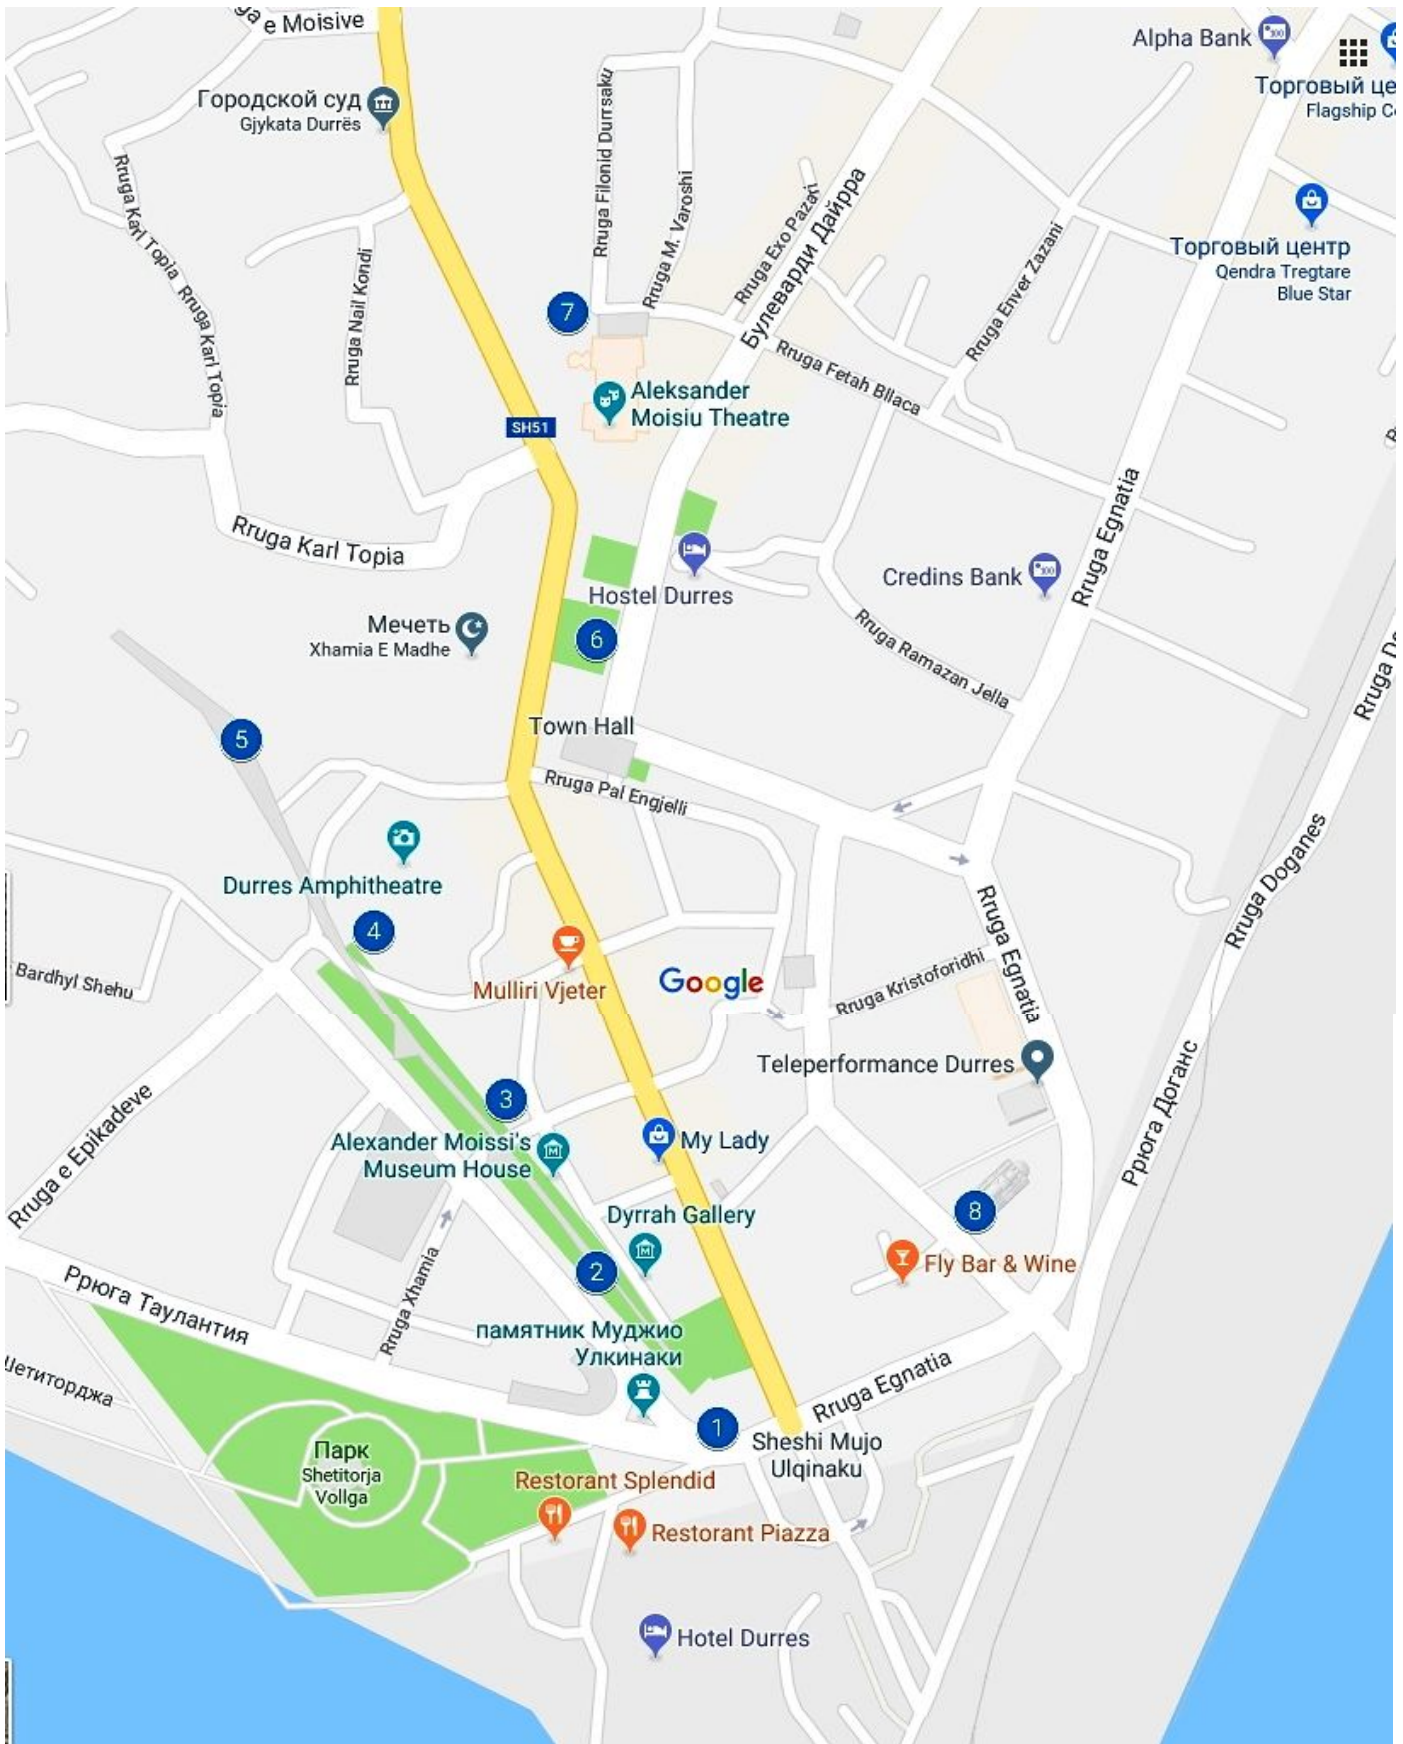 e Moisive
Alpha Bank
Торговый це
Flagship C
Городской суд
Gjykata Durrës
Rruga Filonid Durrsaku
Rruga M. Varoshi
Rruga Exo Pazari
Булеварди Дайрра
Rruga Karl Topia
Rruga Karl Topia
Rruga Nail Kondi
Rruga Enver Zazani
Торговый центр
Qendra Tregtare
Blue Star
7
Rruga Fetah Bllaca
Aleksander
Moisiu Theatre
SH51
Rruga Egnatia
Rruga Karl Topia
Hostel Durres
Credins Bank
Мечеть
Xhamia E Madhe
6
Rruga Ramazan Jella
Rruga D
5
Town Hall
Rruga Pal Engjelli
Durres Amphitheatre
4
Rruga Doganes
Rruga Egnatia
Bardhyl Shehu
Mulliri Vjeter
Google
Rruga Kristoforidhi
Teleperformance Durres
3
Rruga e Epikadeve
Alexander Moissi's
Museum House
My Lady
Ррюга Доганс
8
Dyrrah Gallery
Fly Bar & Wine
2
Ррюга Таулантия
Rruga Xhamia
памятник Муджио
Улкинаки
Шетиторджа
Rruga Egnatia
1
Sheshi Mujo
Ulqinaku
Парк
Shetitorja
Vollga
Restorant Splendid
Restorant Piazza
Hotel Durres